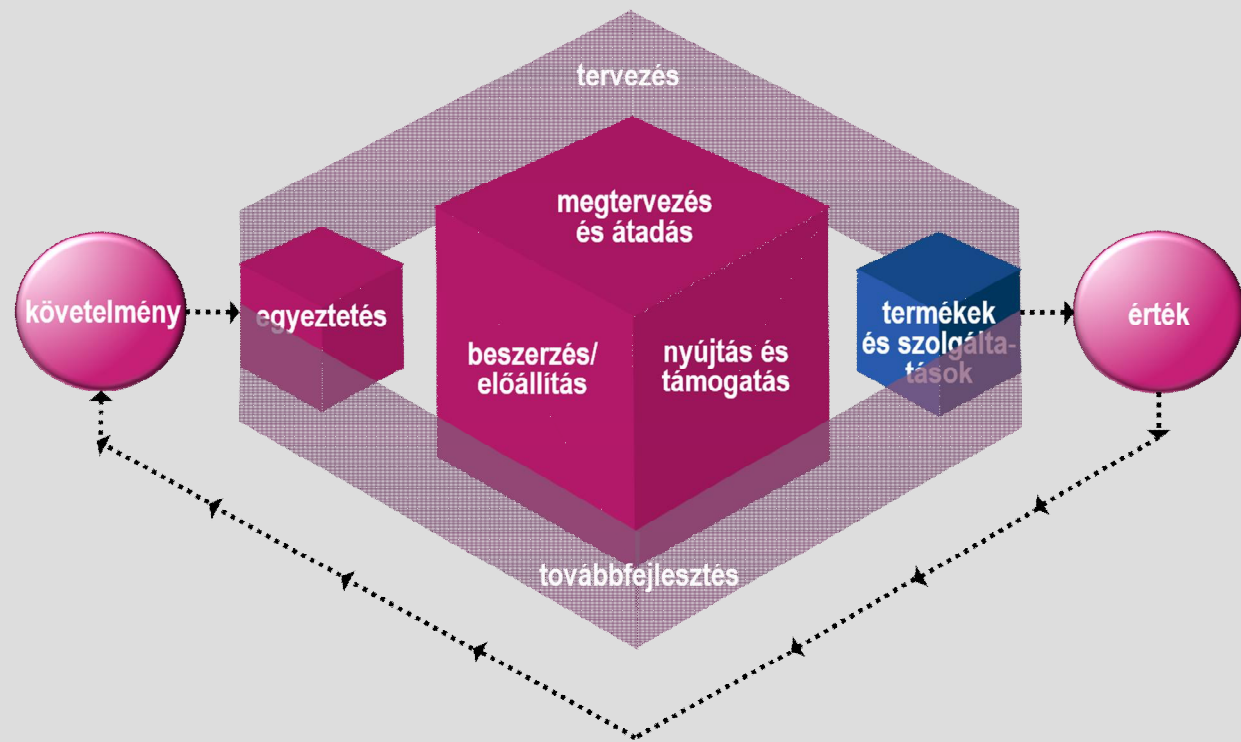 tervezés
megtervezés
és átadás
követelmény
egyeztetés
beszerzés/
előállítás
nyújtás és
támogatás
termékek
és szolgálta-
tások
érték
továbbfejlesztés